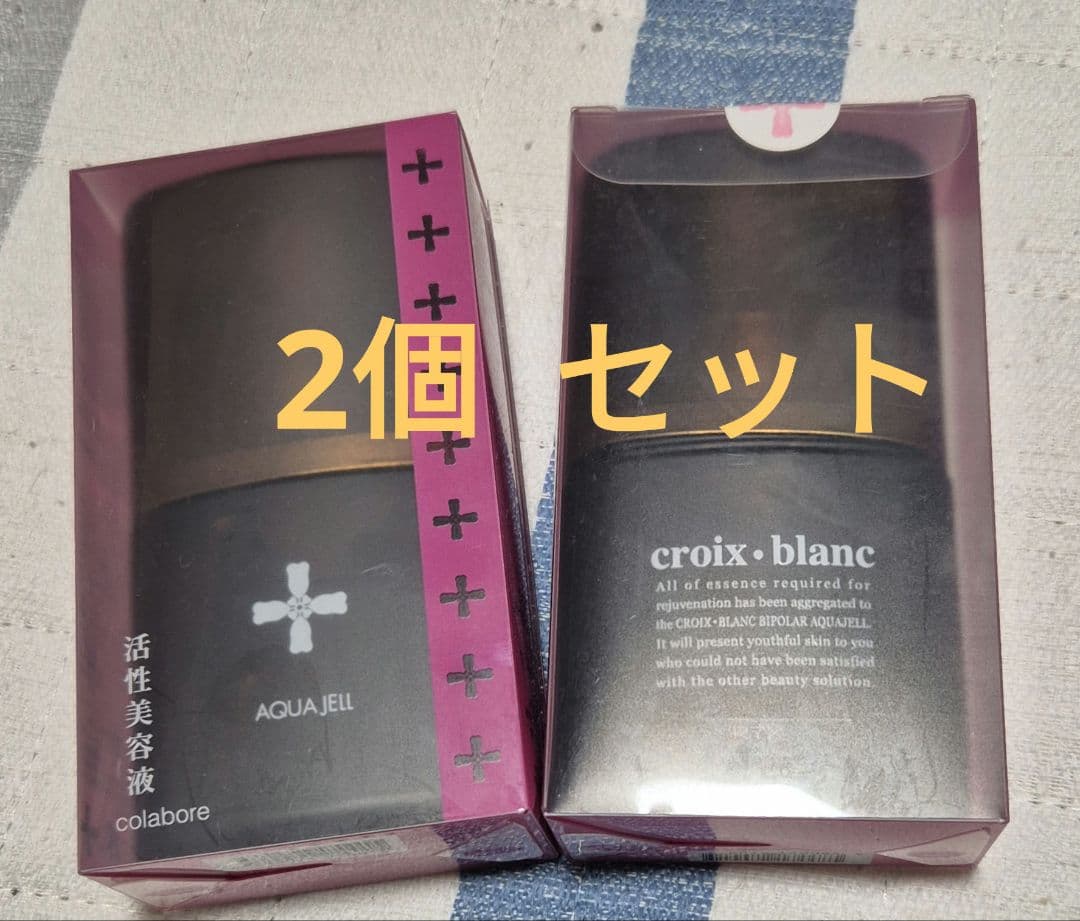 2個 セット
活性美容液
colabore
AQUA JELL
croix•blanc
All of essence required for
rejuvenation has been aggregated to
the CROIX•BLANC BIPOLAR AQUAJELL.
It will present youthful skin to you
who could not have been satisfied
with the other beauty solution.